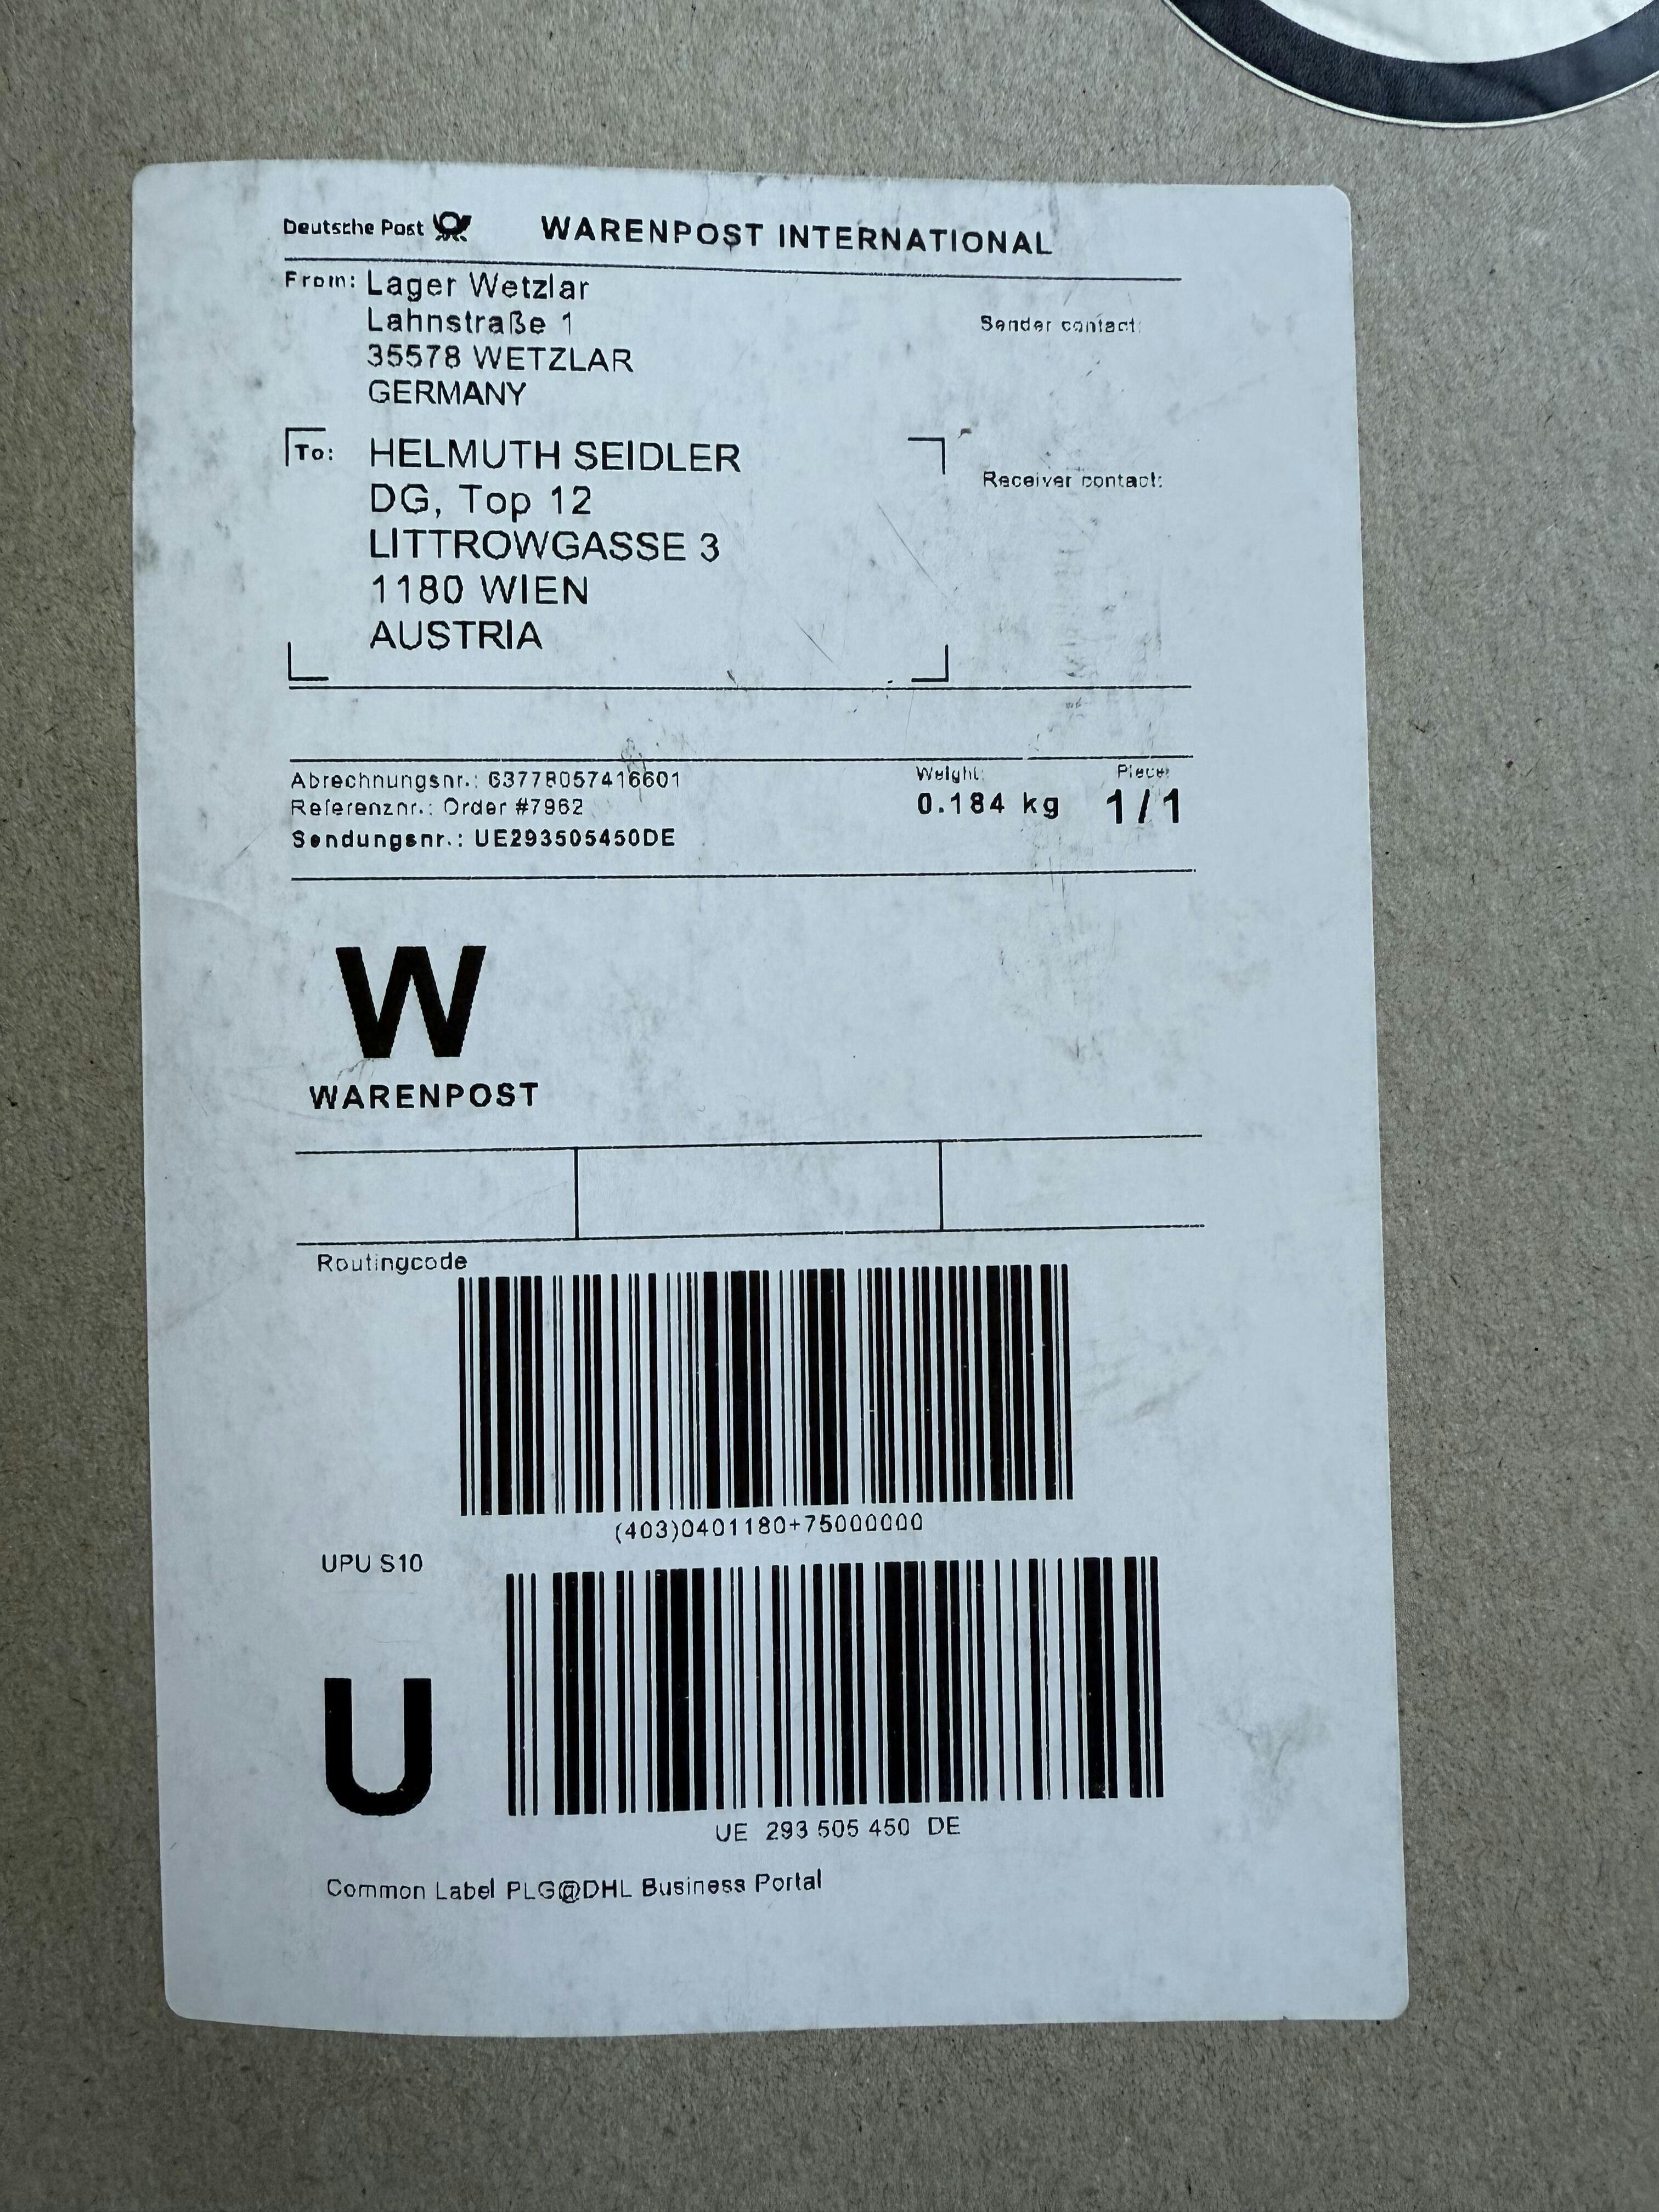 Deutsche Post WARENPOST INTERNATIONAL
From: Lager Wetzlar
Lahnstraße 1
Sender contact:
35578 WETZLAR
GERMANY
To: HELMUTH SEIDLER
Receiver contact:
DG, Top 12
LITTROWGASSE 3
1180 WIEN
AUSTRIA
Abrechnungsnr.: 63778057416601
Referenznr.: Order #7962
Sendungsnr.: UE293505450DE
Weight: Piece:
0.184 kg 1/1
W
WARENPOST
Routingcode
(403)0401180+75000000
UPU S10
U
UE 293 505 450 DE
Common Label PLG@DHL Business Portal